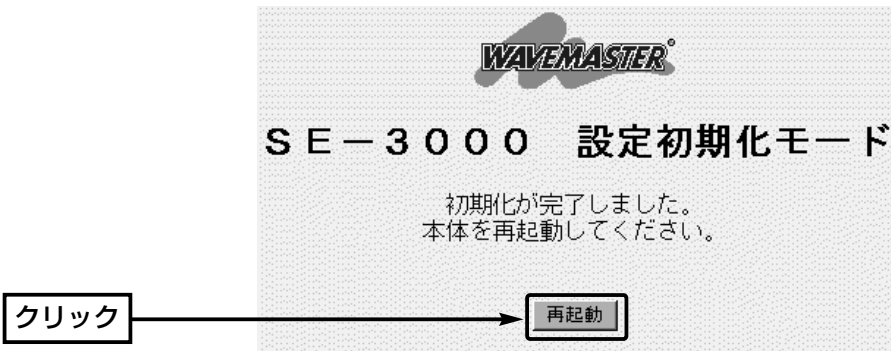 WAVEMASTER®
ＳＥ－３０００　設定初期化モード
初期化が完了しました。
本体を再起動してください。
クリック
再起動